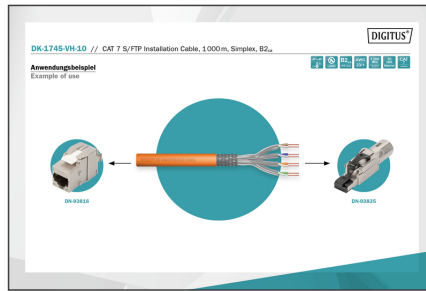 DIGITUS®
DK-1745-VH-10 // CAT 7 S/FTP Installation Cable, 1000 m, Simplex, B2ca
Anwendungsbeispiel
Example of use
DN-93816
DN-93835